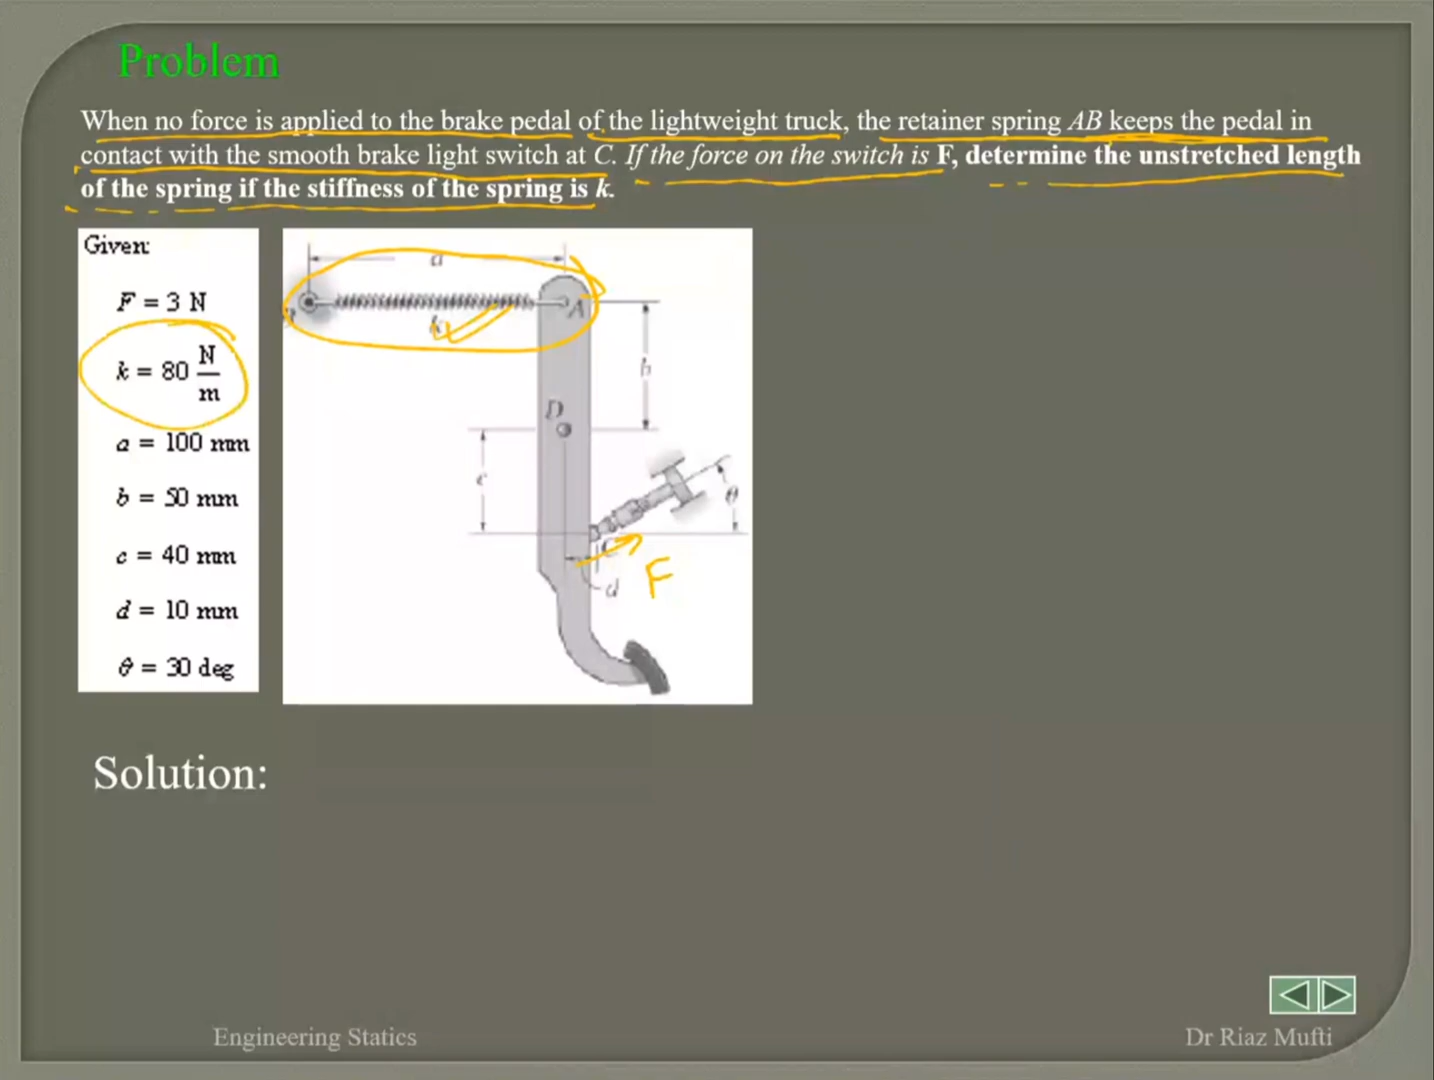 Problem
When no force is applied to the brake pedal of the lightweight truck, the retainer spring AB keeps the pedal in
contact with the smooth brake light switch at C. If the force on the switch is F, determine the unstretched length
of the spring if the stiffness of the spring is k.
Given:
F = 3 N
k = 80 N/m
a = 100 mm
b = 50 mm
c = 40 mm
d = 10 mm
θ = 30 deg
a
A
k
b
D
c
θ
C
d
F
Solution:
Engineering Statics
Dr Riaz Mufti